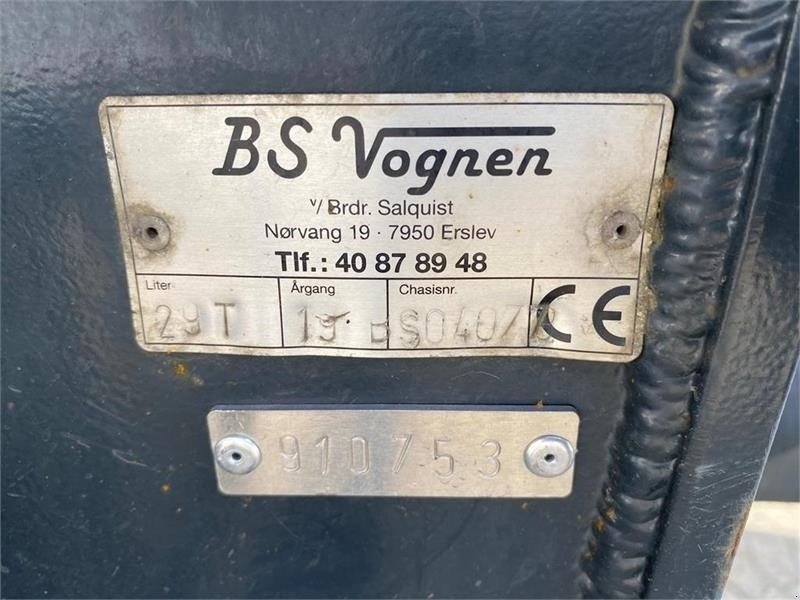 BS Vognen
v/ Brdr. Salquist
Nørvang 19 · 7950 Erslev
Tlf.: 40 87 89 48
Liter Årgang Chasisnr. CE
29T 19
910753